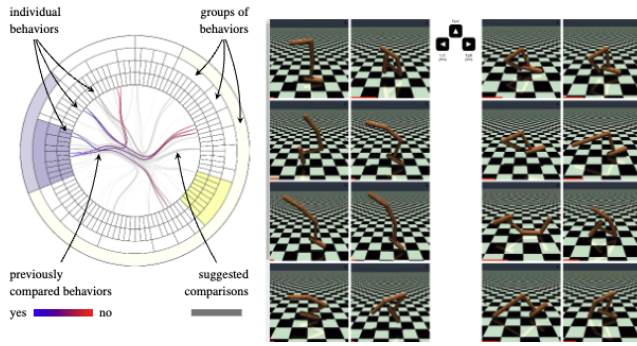 individual
behaviors
groups of
behaviors
previously
compared behaviors
suggested
comparisons
yes
no